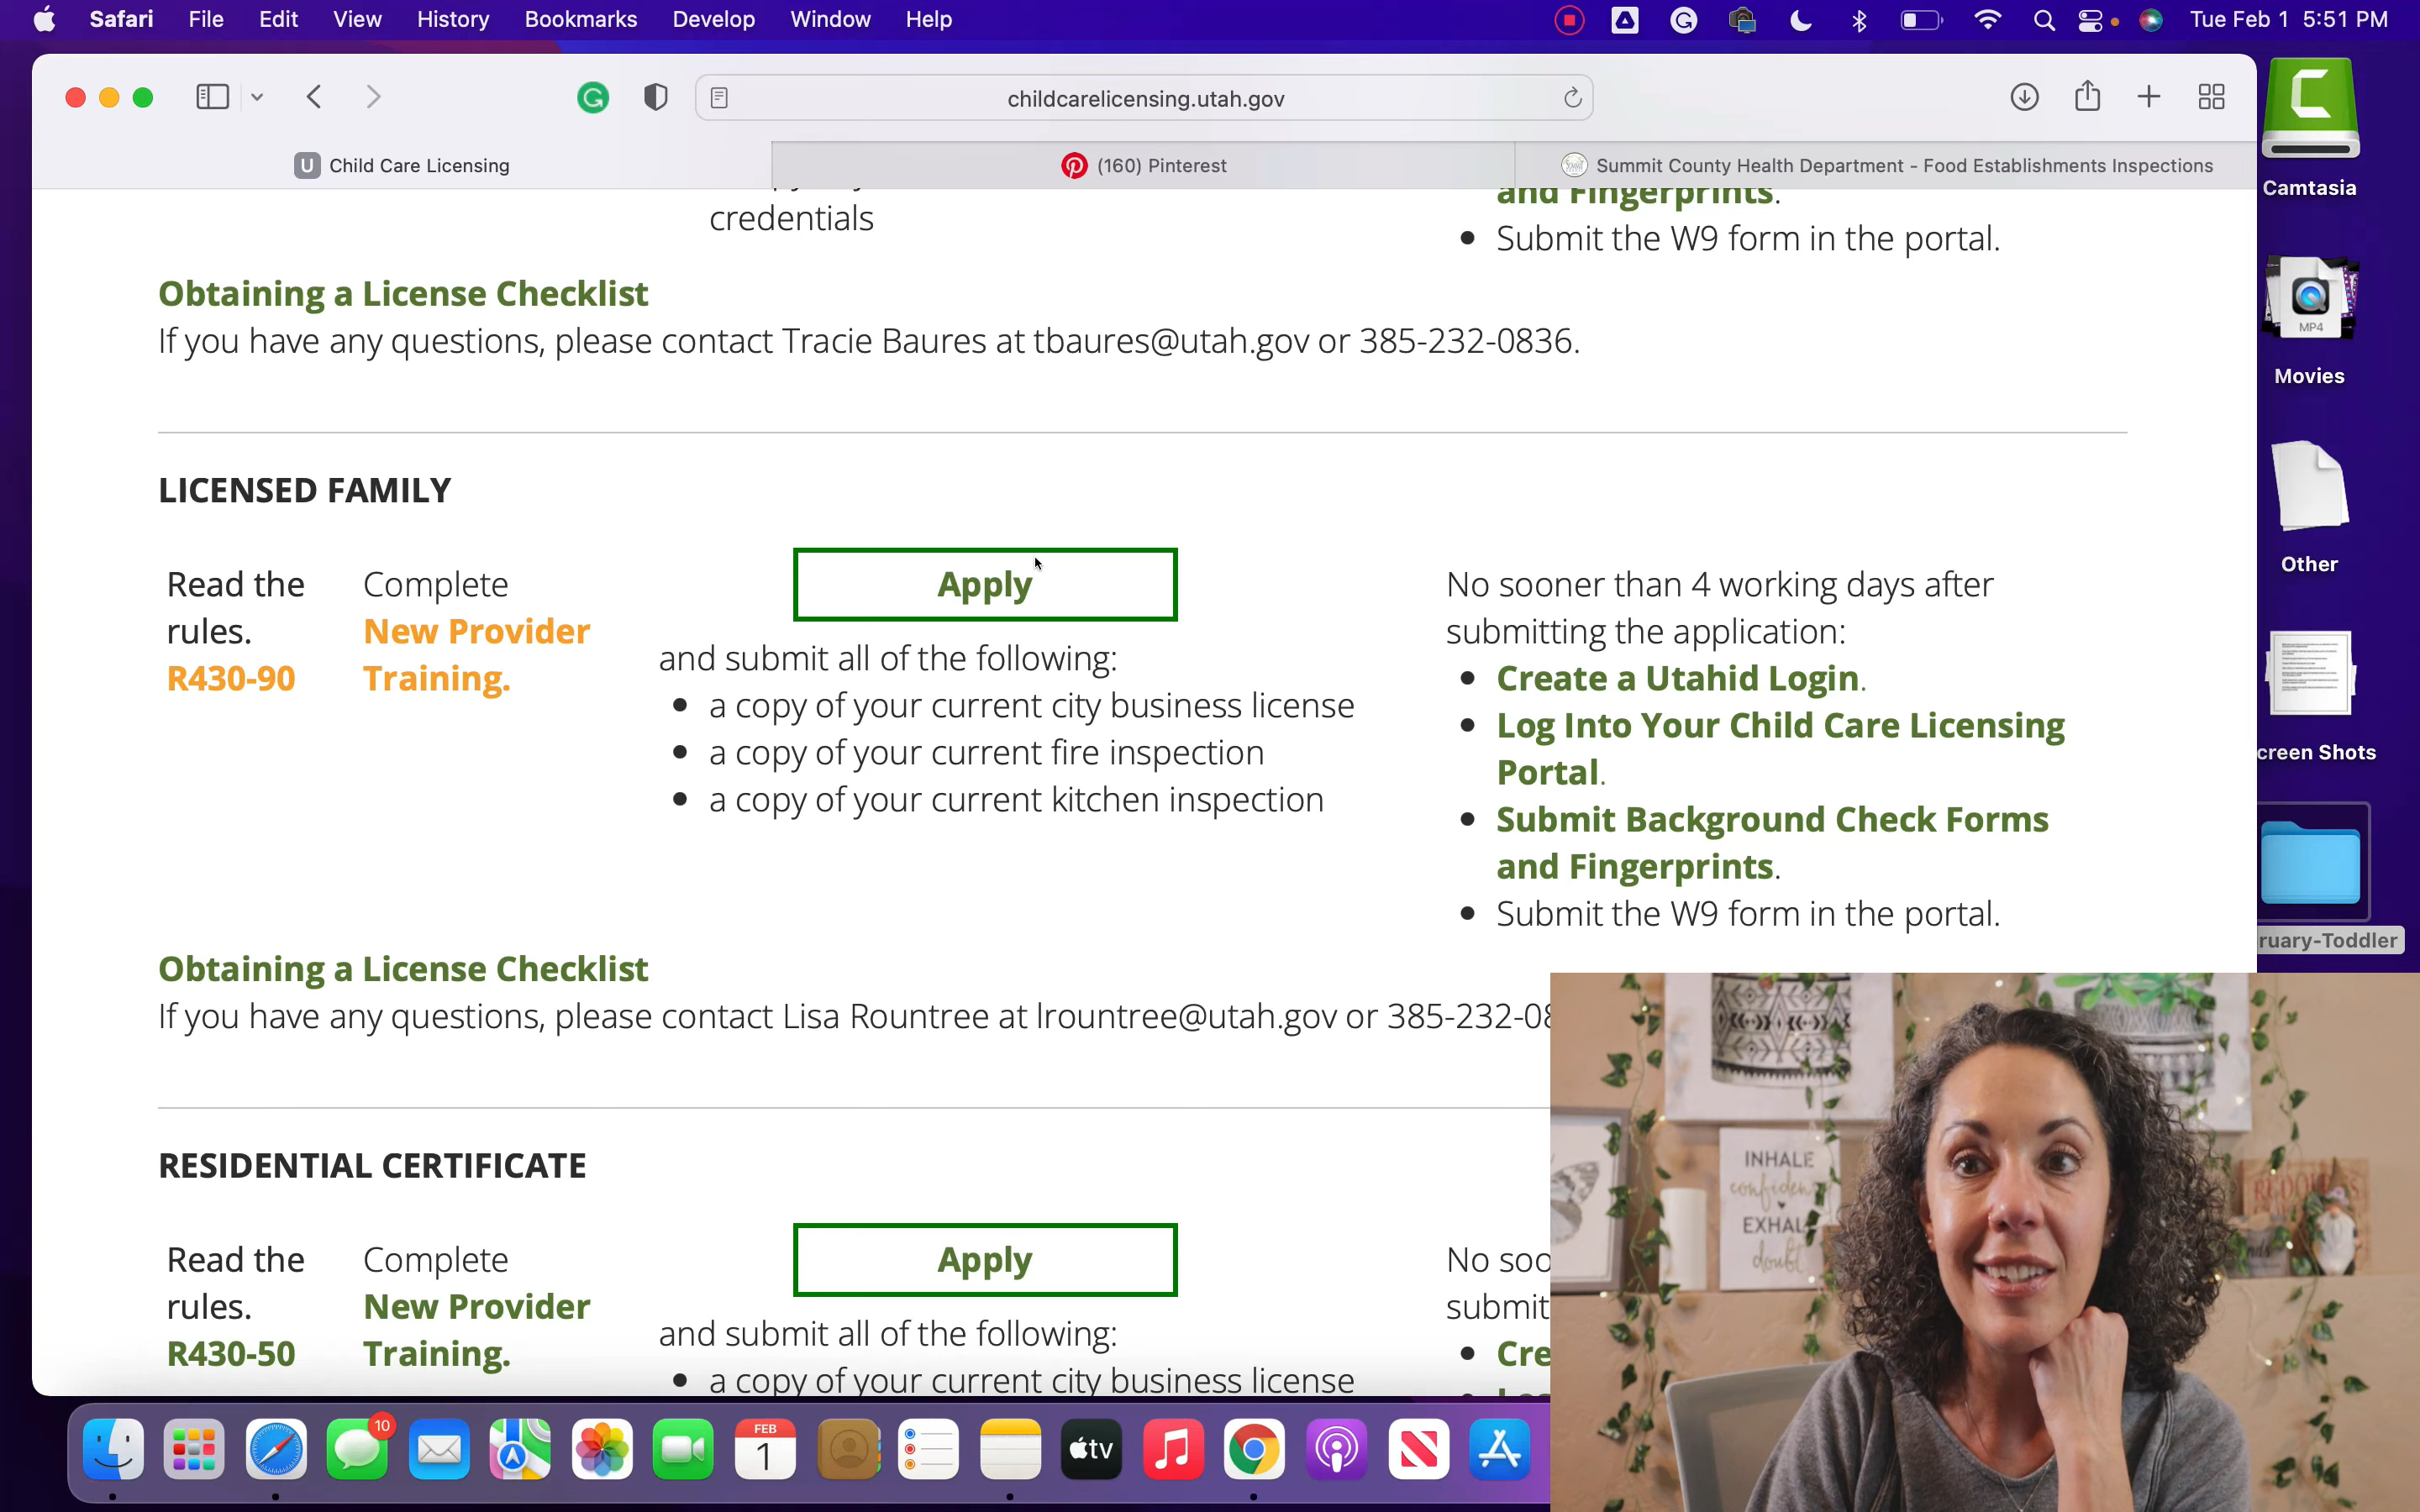 Safari File Edit View History Bookmarks Develop Window Help Tue Feb 1 5:51 PM
childcarelicensing.utah.gov
U Child Care Licensing
(160) Pinterest
Summit County Health Department - Food Establishments Inspections
credentials
and Fingerprints.
• Submit the W9 form in the portal.
Obtaining a License Checklist
If you have any questions, please contact Tracie Baures at tbaures@utah.gov or 385-232-0836.
LICENSED FAMILY
Read the
rules.
R430-90
Complete
New Provider
Training.
Apply
and submit all of the following:
• a copy of your current city business license
• a copy of your current fire inspection
• a copy of your current kitchen inspection
No sooner than 4 working days after
submitting the application:
• Create a Utahid Login.
• Log Into Your Child Care Licensing
Portal.
• Submit Background Check Forms
and Fingerprints.
• Submit the W9 form in the portal.
Obtaining a License Checklist
If you have any questions, please contact Lisa Rountree at lrountree@utah.gov or 385-232-08
RESIDENTIAL CERTIFICATE
Read the
rules.
R430-50
Complete
New Provider
Training.
Apply
and submit all of the following:
• a copy of your current city business license
No soo
submit
• Cre
Camtasia
MP4
Movies
Other
creen Shots
ruary-Toddler
INHALE
confidence
EXHALE
doubt
10
FEB
1
tv